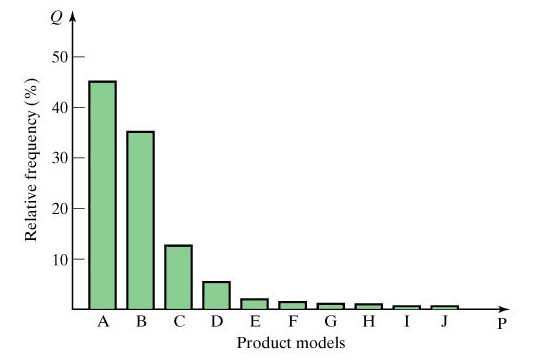 Q
50
40
30
20
10
Relative frequency (%)
A B C D E F G H I J P
Product models